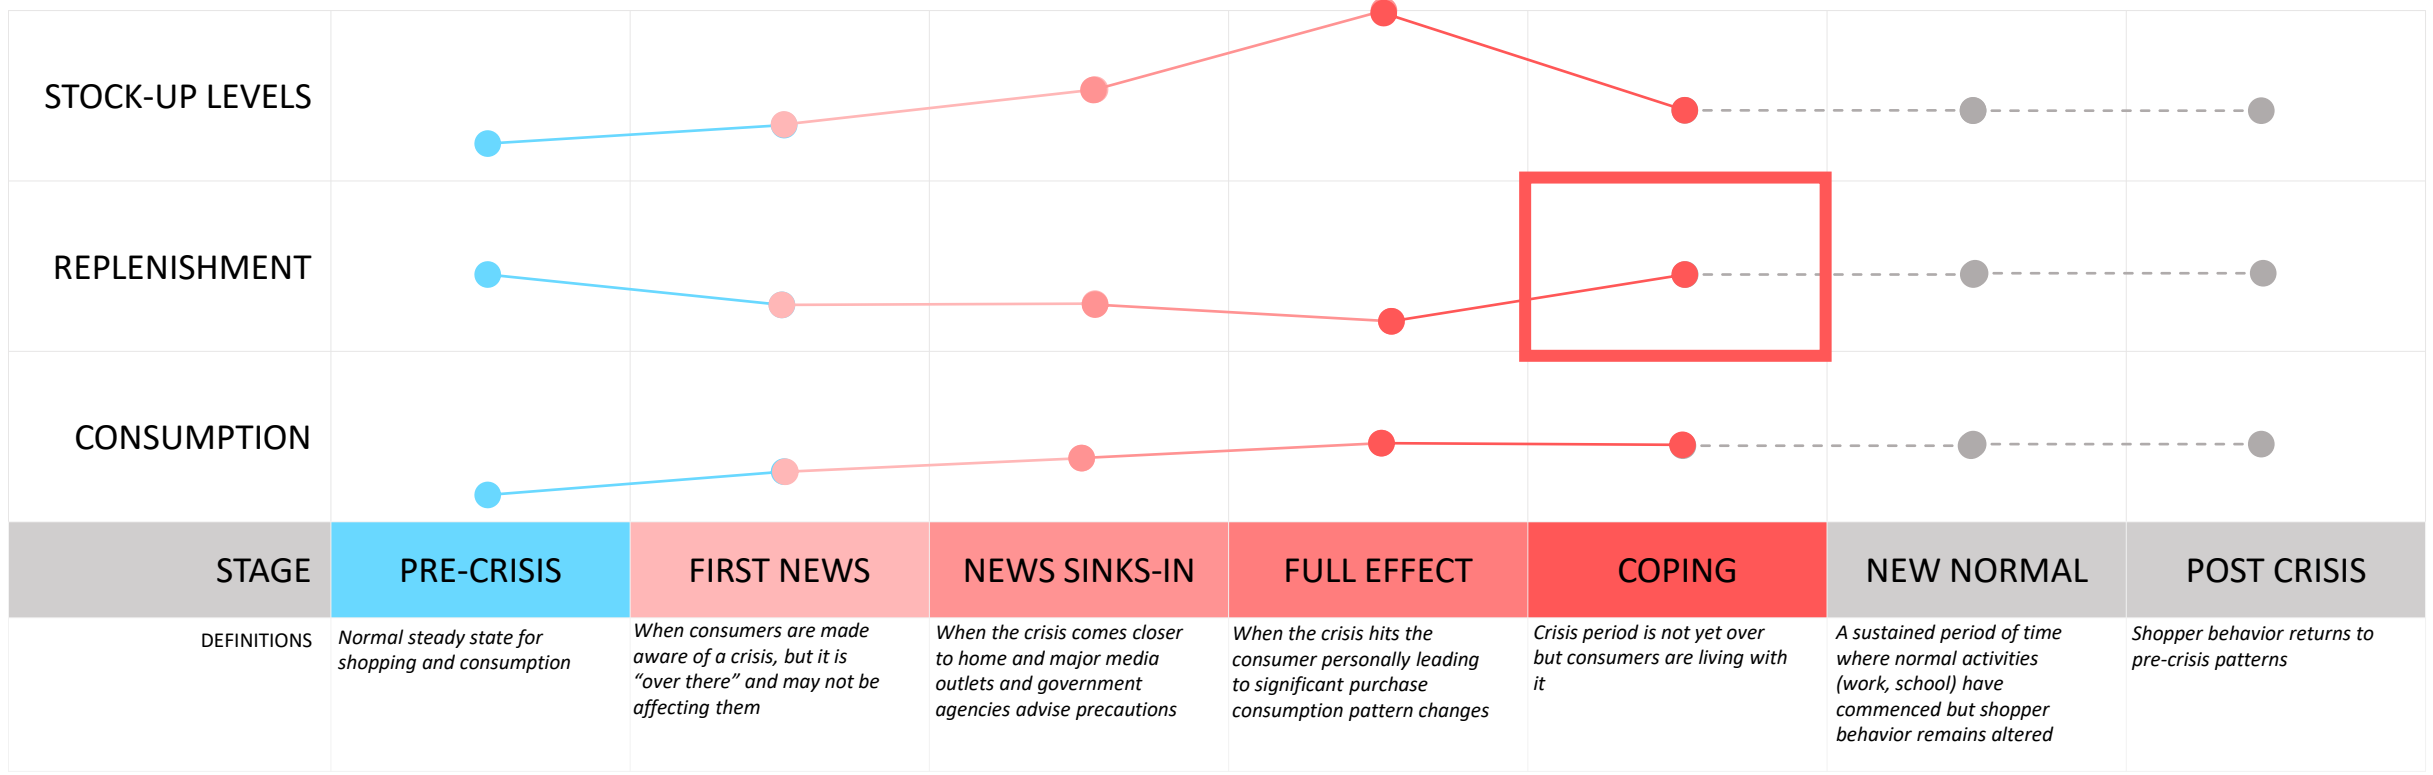 STOCK-UP LEVELS
REPLENISHMENT
CONSUMPTION
STAGE
PRE-CRISIS
FIRST NEWS
NEWS SINKS-IN
FULL EFFECT
COPING
NEW NORMAL
POST CRISIS
DEFINITIONS
Normal steady state for
shopping and consumption
When consumers are made
aware of a crisis, but it is
“over there” and may not be
affecting them
When the crisis comes closer
to home and major media
outlets and government
agencies advise precautions
When the crisis hits the
consumer personally leading
to significant purchase
consumption pattern changes
Crisis period is not yet over
but consumers are living with
it
A sustained period of time
where normal activities
(work, school) have
commenced but shopper
behavior remains altered
Shopper behavior returns to
pre-crisis patterns